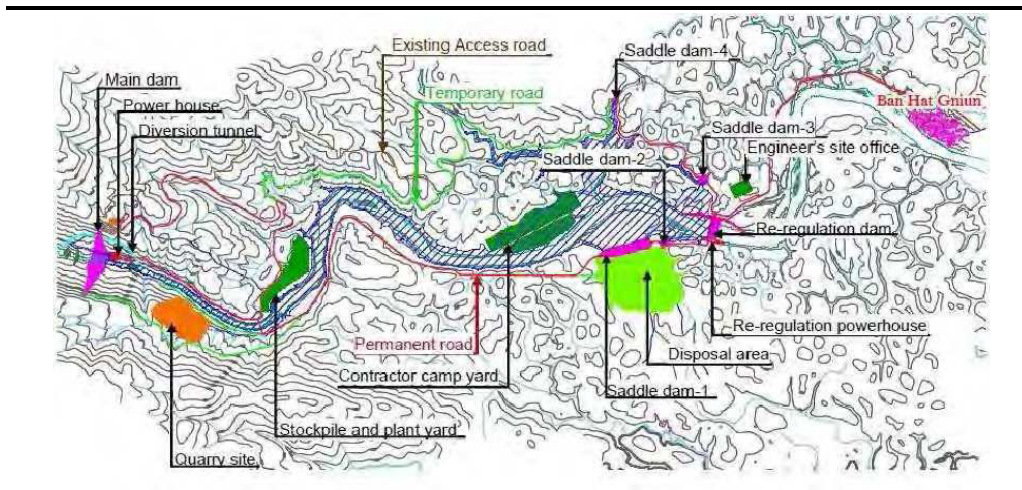 Existing Access road
Saddle dam-4
Main dam
Temporary road
Power house
Ban Hat Gniun
Diversion tunnel
Saddle dam-3
Saddle dam-2
Engineer's site office
Re-regulation dam
Re-regulation powerhouse
Permanent road
Disposal area
Contractor camp yard
Saddle dam-1
Stockpile and plant yard
Quarry site